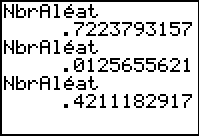 NbrAléat
.7223793157
NbrAléat
.0125655621
NbrAléat
.4211182917